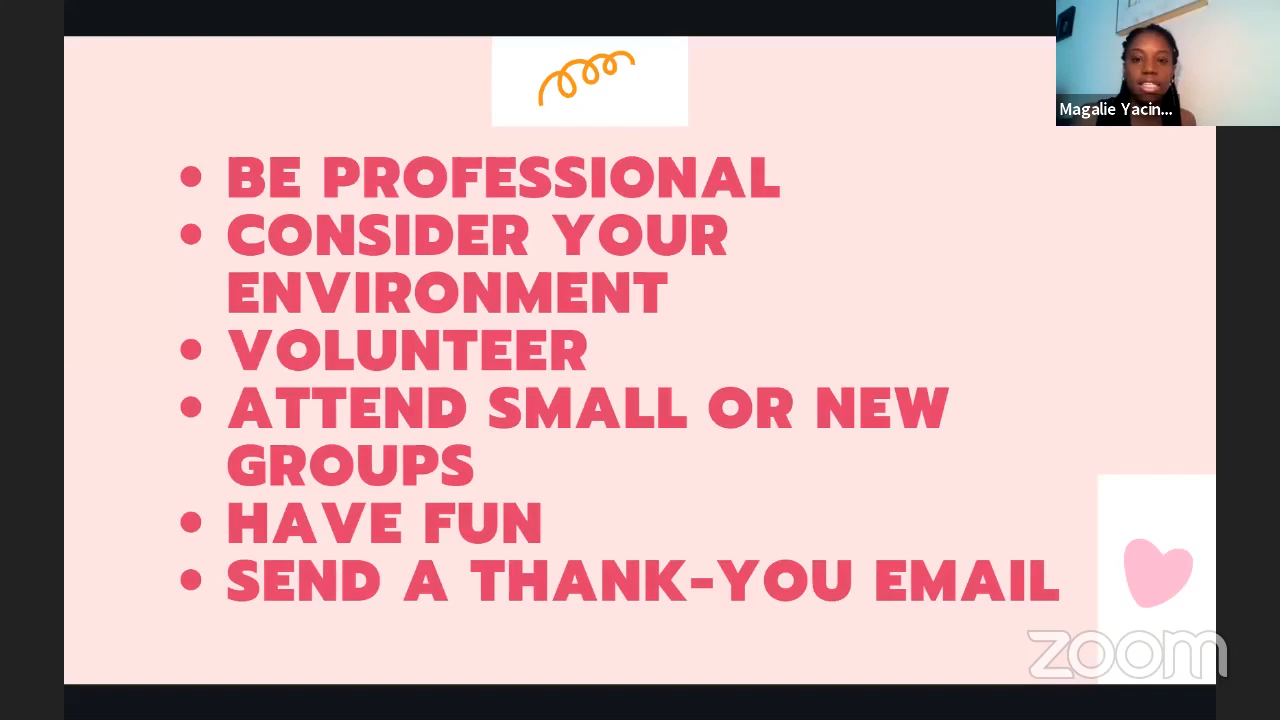 Magalie Yacin...
• BE PROFESSIONAL
• CONSIDER YOUR
ENVIRONMENT
• VOLUNTEER
• ATTEND SMALL OR NEW
GROUPS
• HAVE FUN
• SEND A THANK-YOU EMAIL
zoom